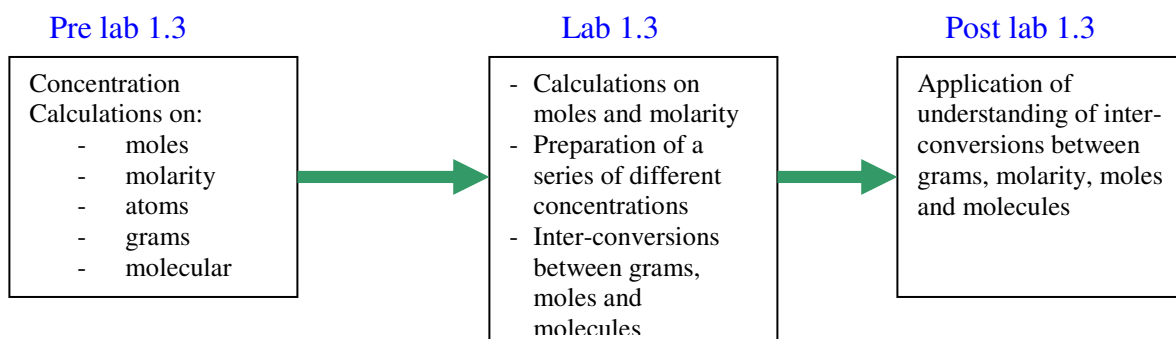 Pre lab 1.3
Concentration
Calculations on:
- moles
- molarity
- atoms
- grams
- molecular
Lab 1.3
- Calculations on
moles and molarity
- Preparation of a
series of different
concentrations
- Inter-conversions
between grams,
moles and
molecules
Post lab 1.3
Application of
understanding of inter-
conversions between
grams, molarity, moles
and molecules